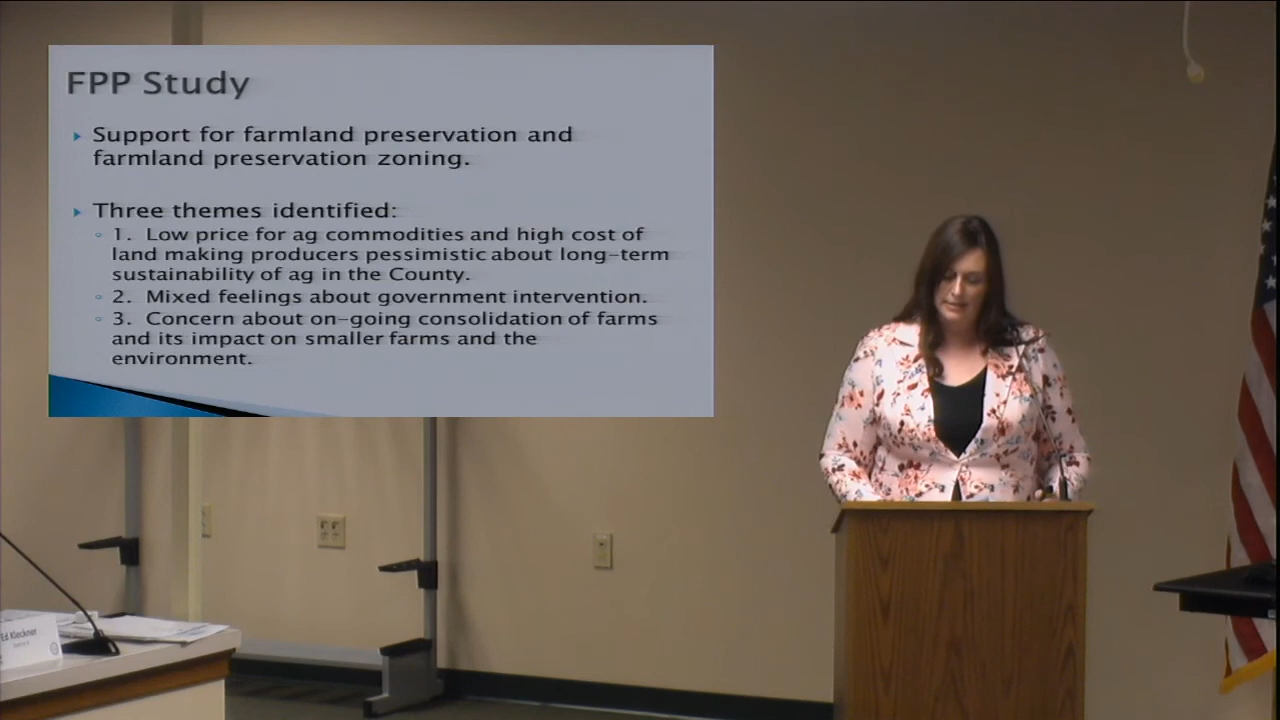 FPP Study
Support for farmland preservation and
farmland preservation zoning.
Three themes identified:
1. Low price for ag commodities and high cost of
land making producers pessimistic about long-term
sustainability of ag in the County.
2. Mixed feelings about government intervention.
3. Concern about on-going consolidation of farms
and its impact on smaller farms and the
environment.
Ed Kleckner